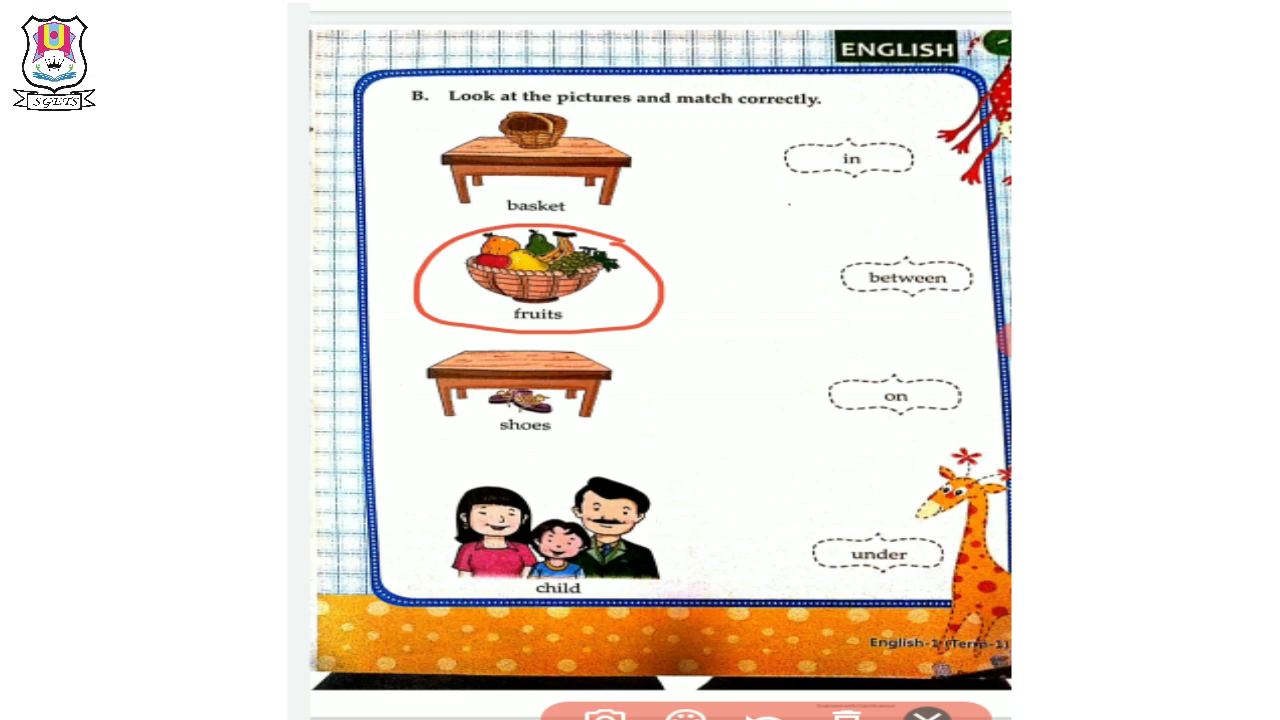 SGETS
ENGLISH
B. Look at the pictures and match correctly.
in
basket
between
fruits
on
shoes
under
child
English-1 (Term-1)